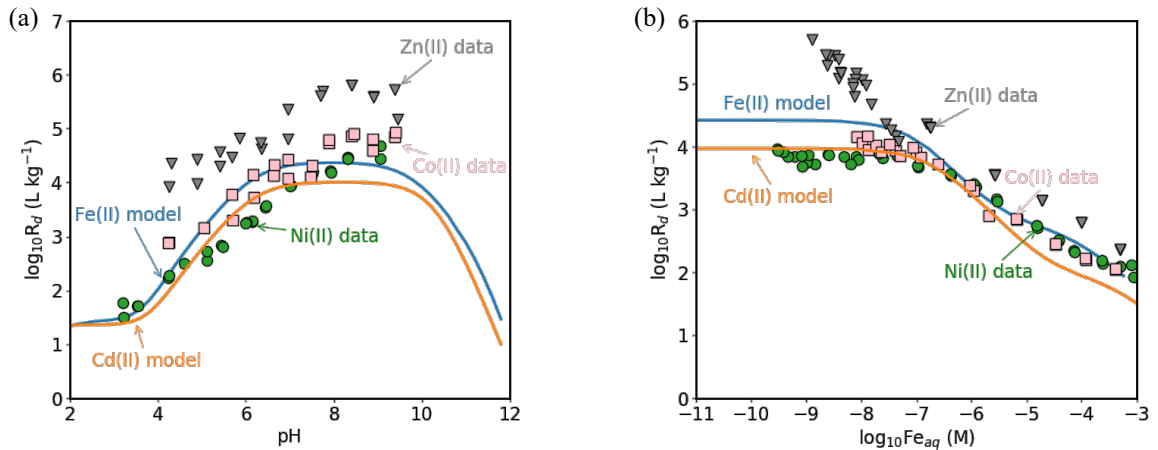 (a)
7
6
5
4
3
2
1
0
log₁₀R_d (L kg⁻¹)
Zn(II) data
Co(II) data
Fe(II) model
Ni(II) data
Cd(II) model
2 4 6 8 10 12
pH
(b)
6
5
4
3
2
1
0
log₁₀R_d (L kg⁻¹)
Fe(II) model
Zn(II) data
Cd(II) model
Co(II) data
Ni(II) data
−11 −10 −9 −8 −7 −6 −5 −4 −3
log₁₀Fe_aq (M)